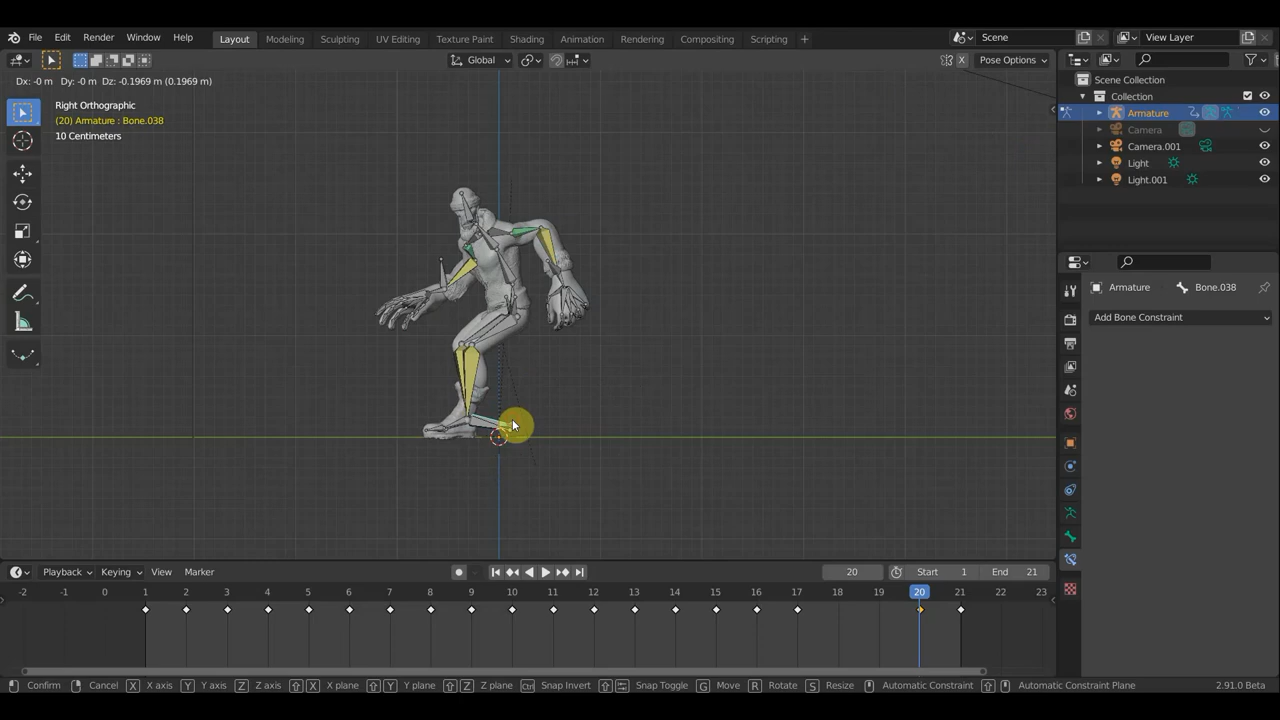 File Edit Render Window Help Layout Modeling Sculpting UV Editing Texture Paint Shading Animation Rendering Compositing Scripting + Scene View Layer
Global X Pose Options
Dx: -0 m Dy: -0 m Dz: -0.1969 m (0.1969 m)
Right Orthographic
(20) Armature : Bone.038
10 Centimeters
Scene Collection
Collection
Armature
Camera
Camera.001
Light
Light.001
Armature Bone.038
Add Bone Constraint
Playback Keying View Marker 20 Start 1 End 21
-2 -1 0 1 2 3 4 5 6 7 8 9 10 11 12 13 14 15 16 17 18 19 20 21 22 23
Confirm Cancel X X axis Y Y axis Z Z axis X X plane Y Y plane Z Z plane Ctrl Snap Invert Snap Toggle G Move R Rotate S Resize Automatic Constraint Automatic Constraint Plane 2.91.0 Beta